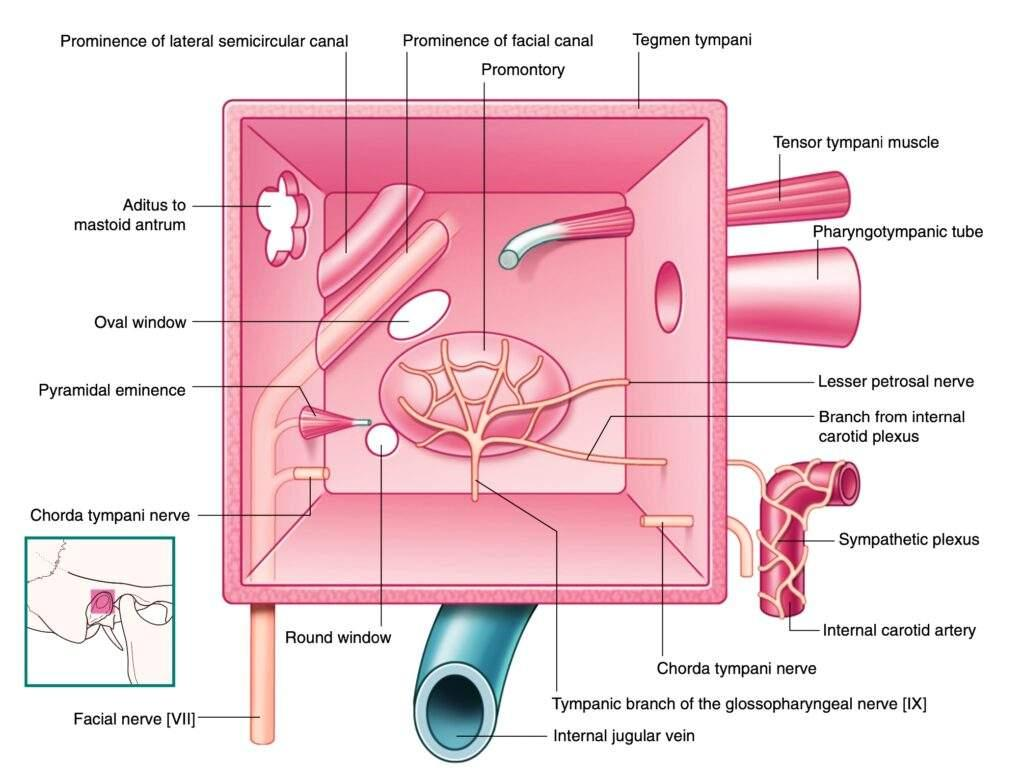 Prominence of lateral semicircular canal
Prominence of facial canal
Tegmen tympani
Promontory
Tensor tympani muscle
Aditus to
mastoid antrum
Pharyngotympanic tube
Oval window
Pyramidal eminence
Lesser petrosal nerve
Branch from internal
carotid plexus
Chorda tympani nerve
Sympathetic plexus
Round window
Internal carotid artery
Chorda tympani nerve
Tympanic branch of the glossopharyngeal nerve [IX]
Facial nerve [VII]
Internal jugular vein